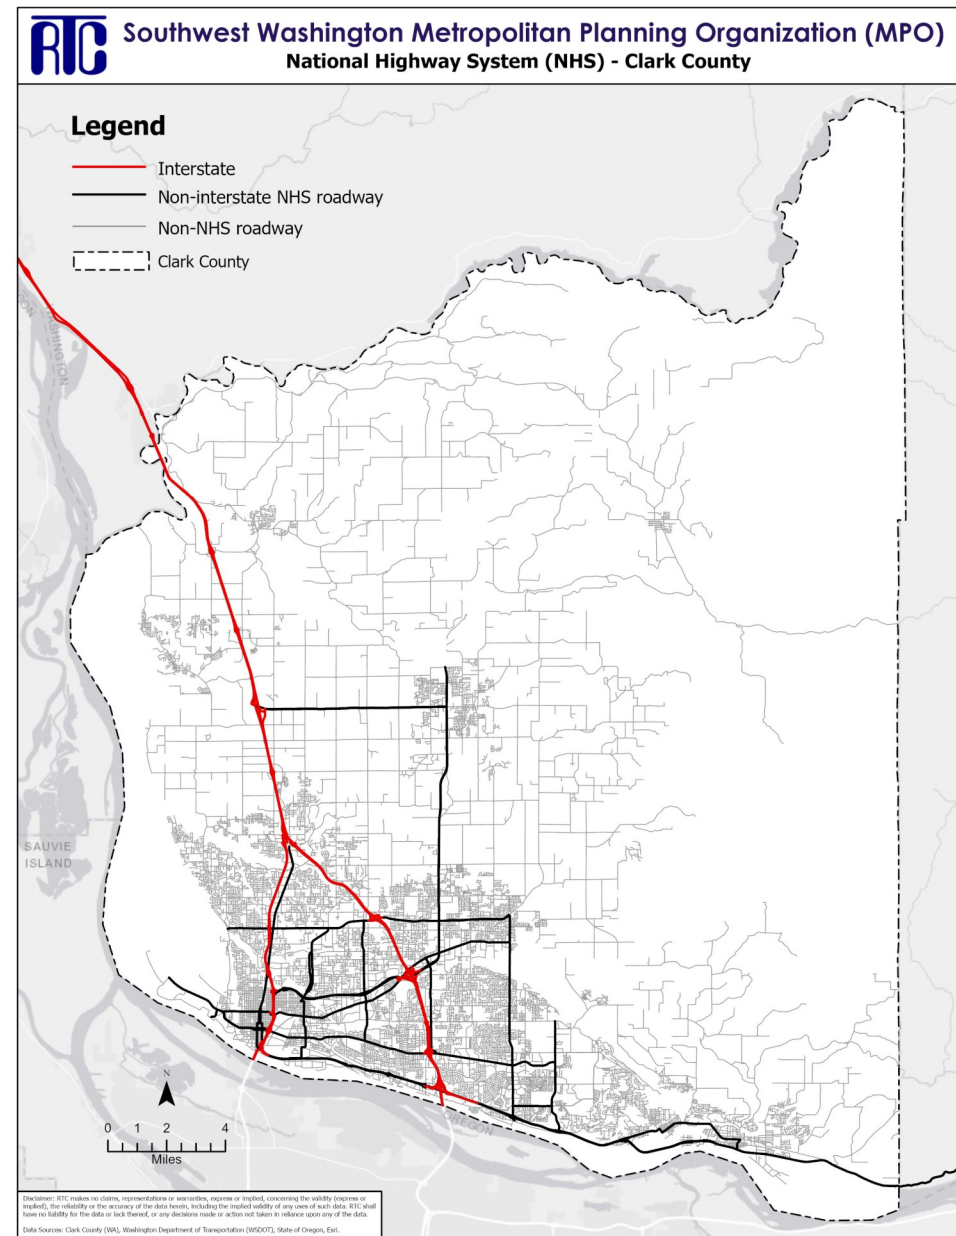 RTC
Southwest Washington Metropolitan Planning Organization (MPO)
National Highway System (NHS) - Clark County
Legend
Interstate
Non-interstate NHS roadway
Non-NHS roadway
Clark County
WASHINGTON
SAUVIE
ISLAND
OREGON
N
0 1 2 4
Miles
Disclaimer: RTC makes no claims, representations or warranties, express or implied, concerning the validity (express or
implied), the reliability or the accuracy of the data herein, including the implied validity of any uses of such data. RTC shall
have no liability for the data or lack thereof, or any decisions made or action not taken in reliance upon any of the data.
Data Sources: Clark County (WA), Washington Department of Transportation (WSDOT), State of Oregon, Esri.